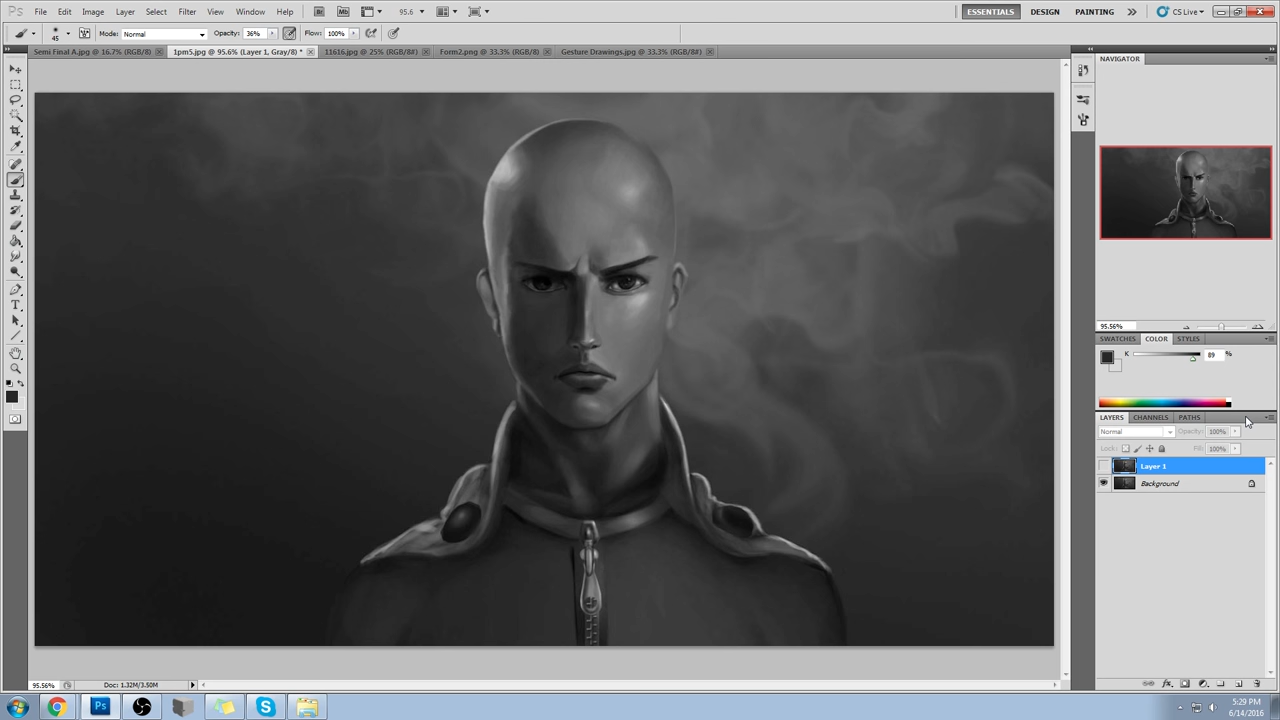 Ps File Edit Image Layer Select Filter View Window Help 95.6 ESSENTIALS DESIGN PAINTING CS Live
45 Mode: Normal Opacity: 36% Flow: 100%
Semi Final A.jpg @ 16.7% (RGB/8) 1pm5.jpg @ 95.6% (Layer 1, Gray/8) * 11616.jpg @ 25% (RGB/8#) Form2.png @ 33.3% (RGB/8) Gesture Drawings.jpg @ 33.3% (RGB/8#)
NAVIGATOR
95.56%
SWATCHES COLOR STYLES
K 89 %
LAYERS CHANNELS PATHS
Normal Opacity: 100%
Lock: Fill: 100%
Layer 1
Background
95.56% Doc: 1.32M/3.50M
5:29 PM
6/14/2016